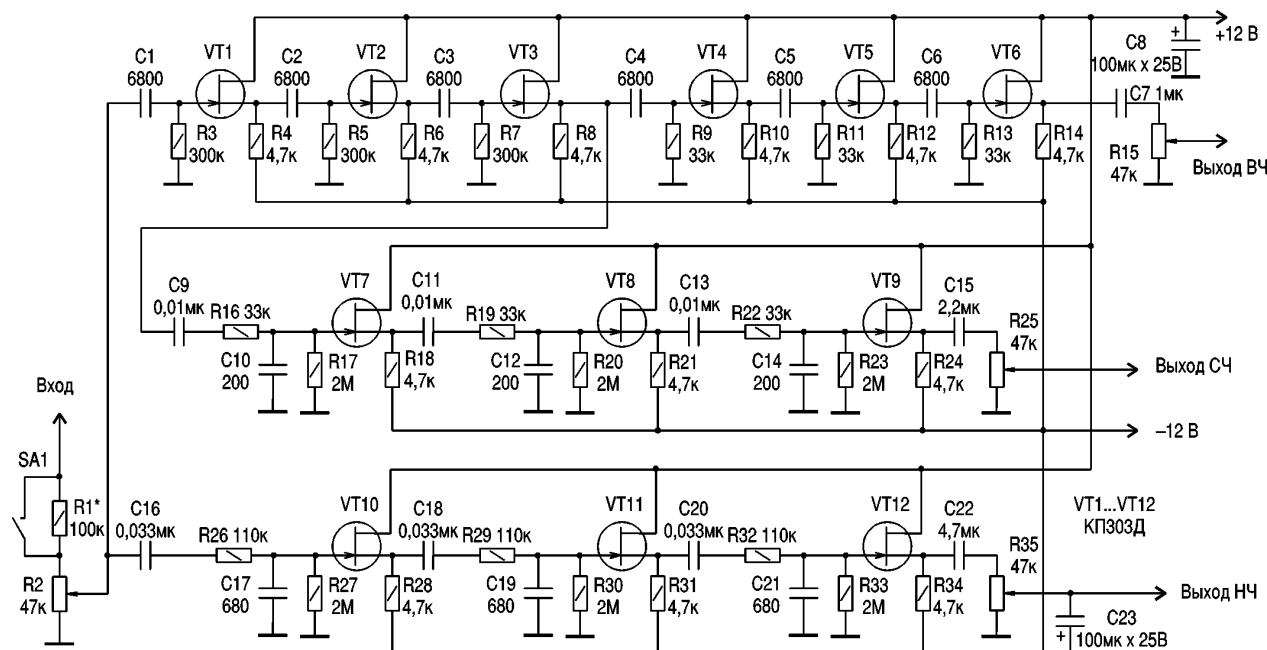 C1
6800
VT1
C2
6800
VT2
C3
6800
VT3
C4
6800
VT4
C5
6800
VT5
C6
6800
VT6
+
C8
100мк x 25В
+12 В
C7 1мк
R3
300к
R4
4,7к
R5
300к
R6
4,7к
R7
300к
R8
4,7к
R9
33к
R10
4,7к
R11
33к
R12
4,7к
R13
33к
R14
4,7к
R15
47к
Выход ВЧ
C9
0,01мк
R16 33к
VT7
C11
0,01мк
R19 33к
VT8
C13
0,01мк
R22 33к
VT9
C15
2,2мк
R25
47к
C10
200
R17
2М
R18
4,7к
C12
200
R20
2М
R21
4,7к
C14
200
R23
2М
R24
4,7к
Выход СЧ
–12 В
Вход
SA1
R1*
100к
R2
47к
C16
0,033мк
R26 110к
VT10
C18
0,033мк
R29 110к
VT11
C20
0,033мк
R32 110к
VT12
C22
4,7мк
R35
47к
VT1...VT12
КП303Д
C17
680
R27
2М
R28
4,7к
C19
680
R30
2М
R31
4,7к
C21
680
R33
2М
R34
4,7к
Выход НЧ
C23
100мк x 25В
+